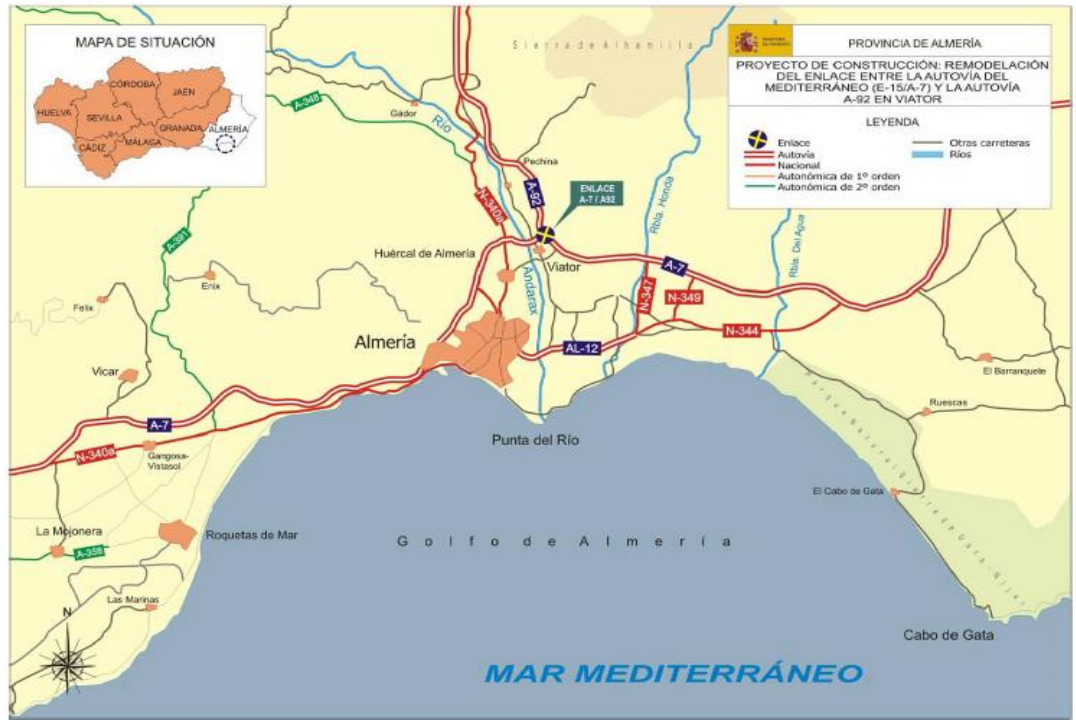 MAPA DE SITUACIÓN
CÓRDOBA
JAÉN
HUELVA
SEVILLA
GRANADA
ALMERÍA
CÁDIZ
MÁLAGA
PROVINCIA DE ALMERÍA
PROYECTO DE CONSTRUCCIÓN: REMODELACIÓN
DEL ENLACE ENTRE LA AUTOVÍA DEL
MEDITERRÁNEO (E-15/A-7) Y LA AUTOVÍA
A-92 EN VIATOR
LEYENDA
Enlace
Autovía
Nacional
Autonómica de 1º orden
Autonómica de 2º orden
Otras carreteras
Ríos
Sierra de Alhamilla
A-348
Gádor
Río
Pechina
A-92
ENLACE
A-7 / A92
N-340a
Rbla. Honda
Rbla. Del Agua
A-391
Huércal de Almería
Viator
A-7
Enix
Andarax
N-347
N-349
Felix
N-344
Almería
AL-12
El Barranquete
Vicar
Ruescas
A-7
Punta del Río
N-340a
Gangosa-
Vistasol
El Cabo de Gata
La Mojonera
Roquetas de Mar
Golfo de Almería
A-358
Las Marinas
N
Cabo de Gata
MAR MEDITERRÁNEO